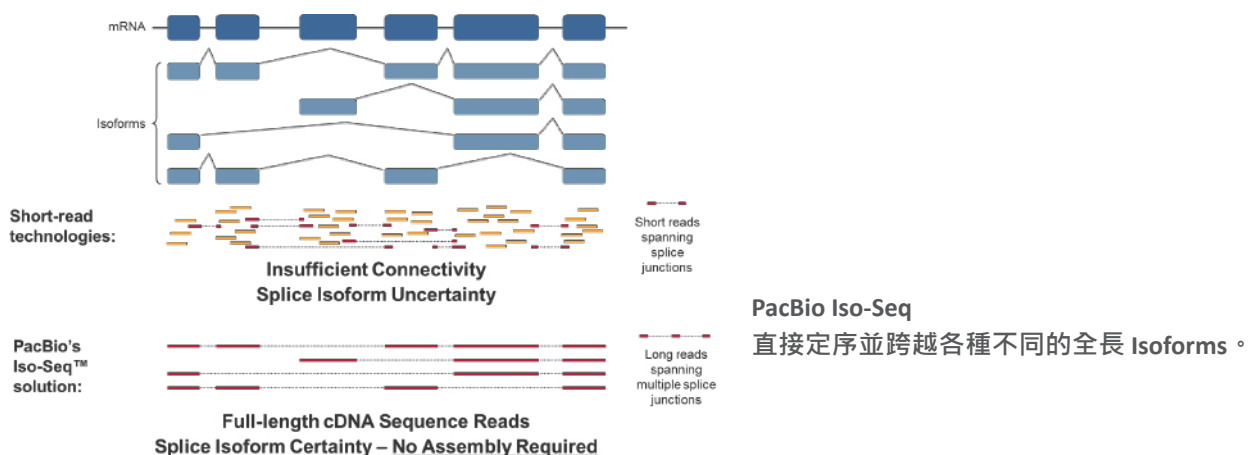 mRNA
Isoforms
Short-read
technologies:
Short reads
spanning
splice
junctions
Insufficient Connectivity
Splice Isoform Uncertainty
PacBio Iso-Seq
直接定序並跨越各種不同的全長 Isoforms。
PacBio's
Iso-Seq™
solution:
Long reads
spanning
multiple splice
junctions
Full-length cDNA Sequence Reads
Splice Isoform Certainty – No Assembly Required